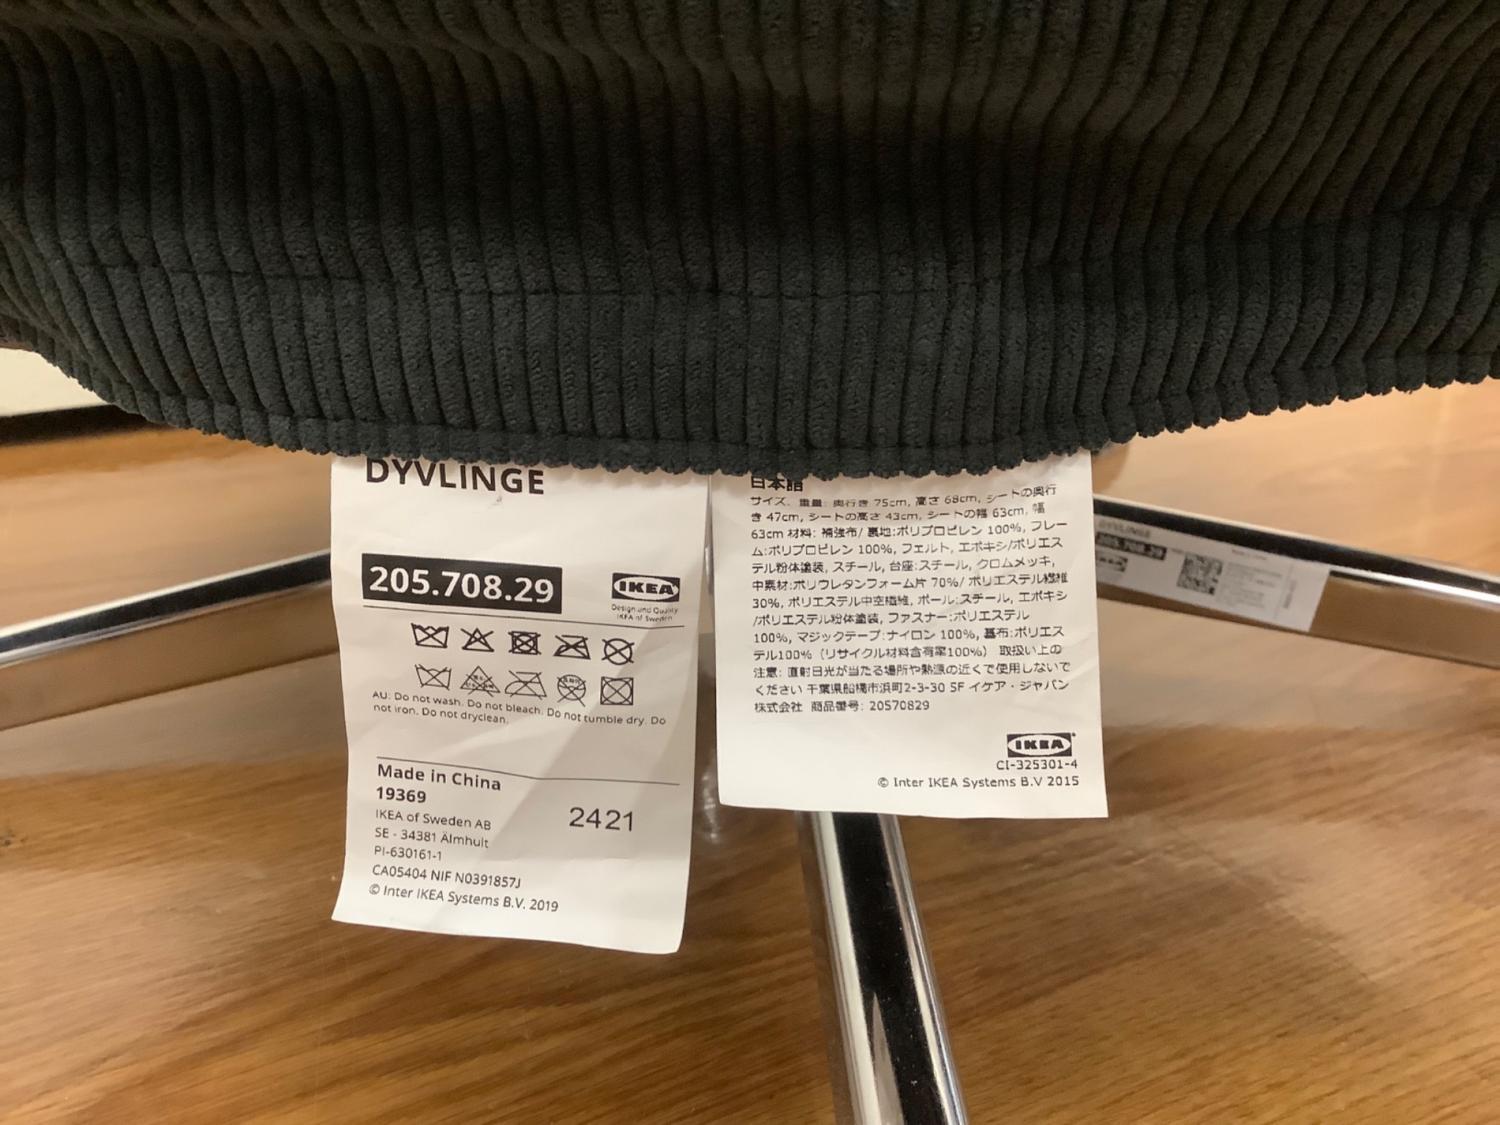 DYVLINGE
205.708.29
IKEA
Design and Quality
IKEA of Sweden
AU: Do not wash. Do not bleach. Do not tumble dry. Do
not iron. Do not dryclean.
Made in China
19369
2421
IKEA of Sweden AB
SE - 34381 Älmhult
PI-630161-1
CA05404 NIF N0391857J
© Inter IKEA Systems B.V. 2019
日本語
サイズ、重量: 奥行き 75cm, 高さ 68cm, シートの奥行
き 47cm, シートの高さ 43cm, シートの幅 63cm, 幅
63cm 材料: 補強布/ 裏地:ポリプロピレン 100%, フレー
ム:ポリプロピレン 100%, フェルト, エポキシ/ポリエス
テル粉体塗装, スチール, 台座:スチール, クロムメッキ,
中素材:ポリウレタンフォーム片 70%/ ポリエステル繊維
30%, ポリエステル中空繊維, ポール:スチール, エポキシ
/ポリエステル粉体塗装, ファスナー:ポリエステル
100%, マジックテープ:ナイロン 100%, 基布:ポリエス
テル100%（リサイクル材料含有率100%） 取扱い上の
注意: 直射日光が当たる場所や熱源の近くで使用しないで
ください 千葉県船橋市浜町2-3-30 5F イケア・ジャパン
株式会社 商品番号: 20570829
IKEA
CI-325301-4
© Inter IKEA Systems B.V 2015
DYVLINGE
205.708.29